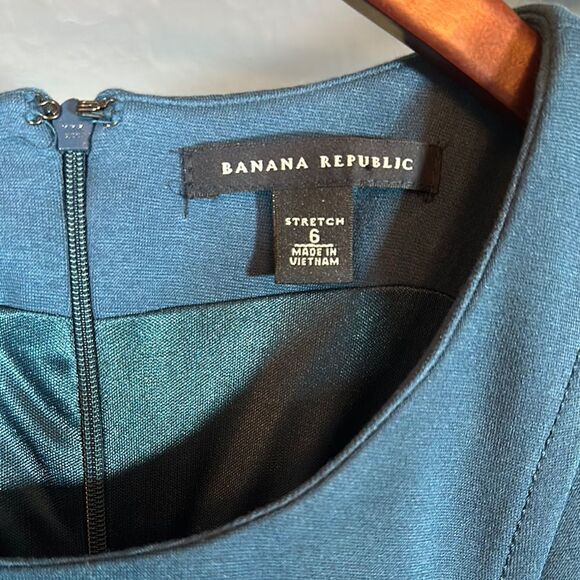 BANANA REPUBLIC
STRETCH
6
MADE IN
VIETNAM